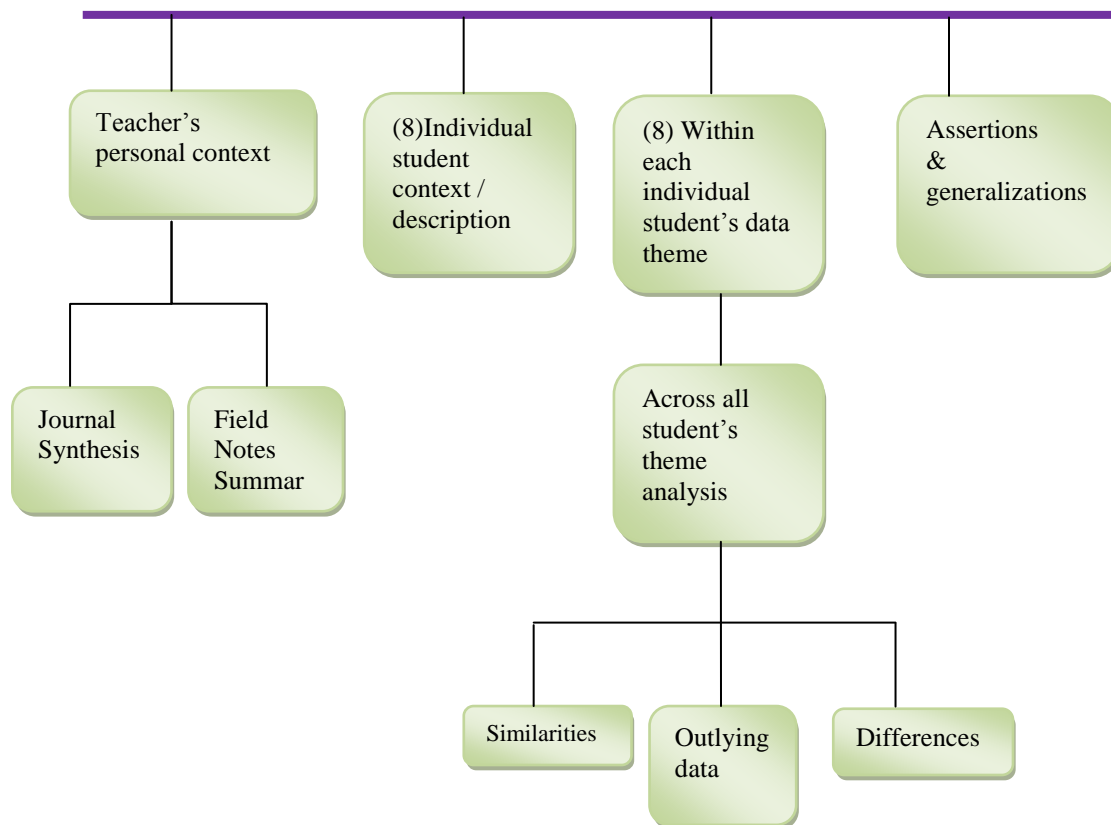 Teacher's
personal context
(8)Individual
student
context /
description
(8) Within
each
individual
student's data
theme
Assertions
&
generalizations
Journal
Synthesis
Field
Notes
Summar
Across all
student's
theme
analysis
Similarities
Outlying
data
Differences